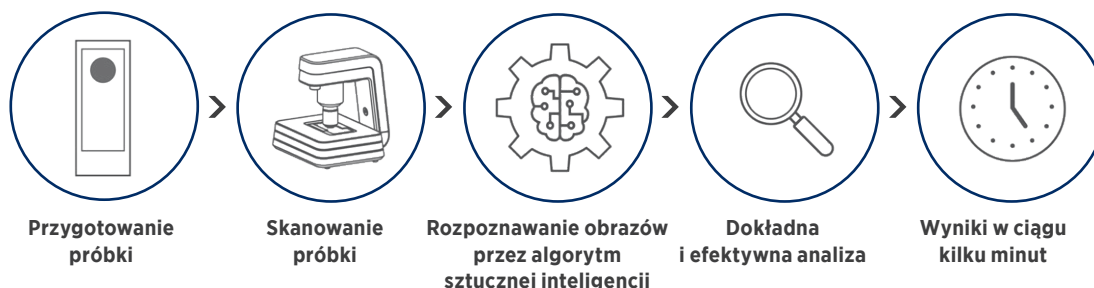 Przygotowanie
próbki
Skanowanie
próbki
Rozpoznawanie obrazów
przez algorytm
sztucznej inteligencji
Dokładna
i efektywna analiza
Wyniki w ciągu
kilku minut